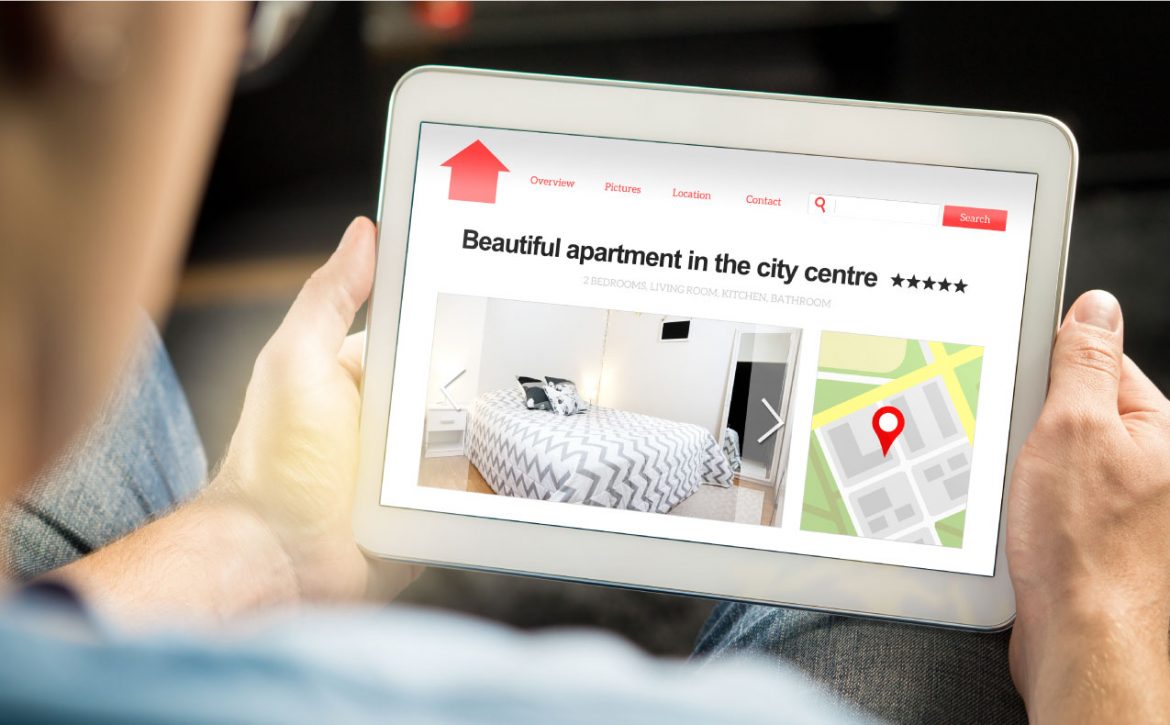 Overview Pictures Location Contact Search
Beautiful apartment in the city centre ★★★★★
2 BEDROOMS, LIVING ROOM, KITCHEN, BATHROOM